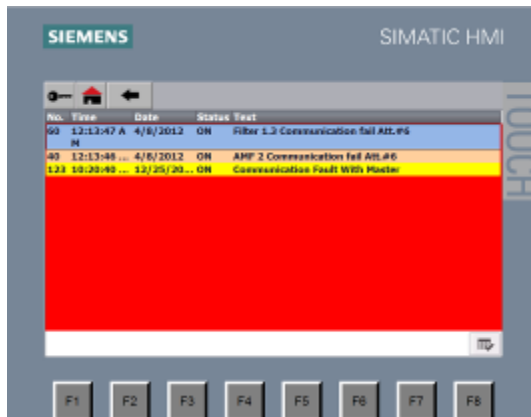 SIEMENS
SIMATIC HMI
TOUCH
No. Time Date Status Text
60 12:13:47 A 4/8/2012 ON Filter 1.3 Communication fail Att.#6
M
40 12:13:46 ... 4/8/2012 ON AMF 2 Communication fail Att.#6
123 10:20:40 ... 12/25/20... ON Communication Fault With Master
F1 F2 F3 F4 F5 F6 F7 F8